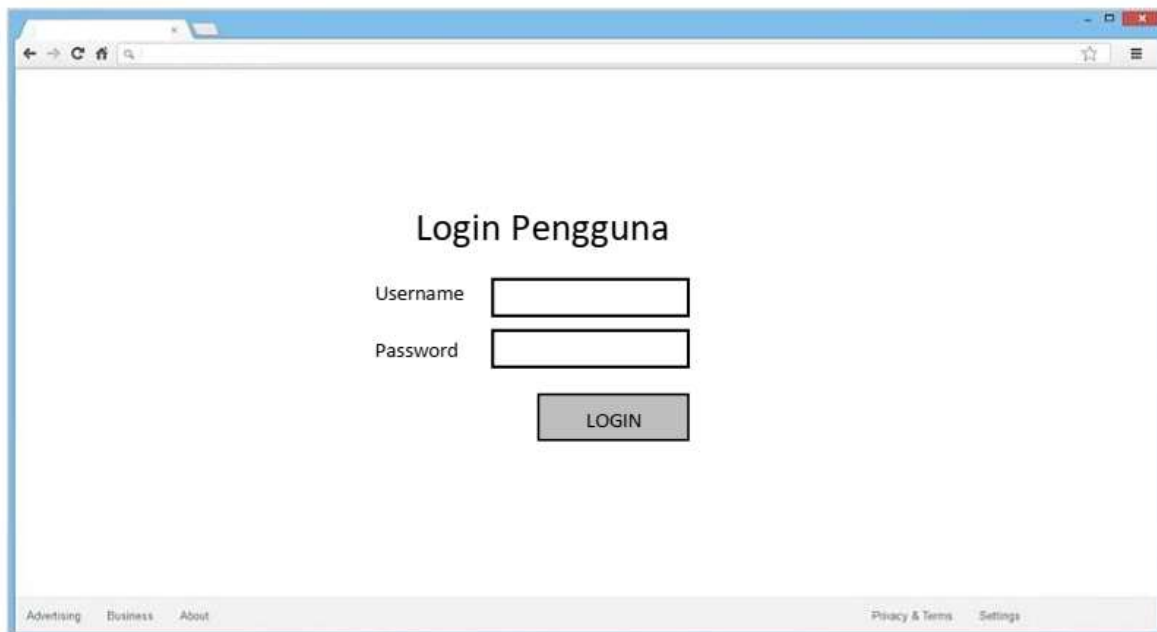 Login Pengguna
Username
Password
LOGIN
Advertising Business About Privacy & Terms Settings